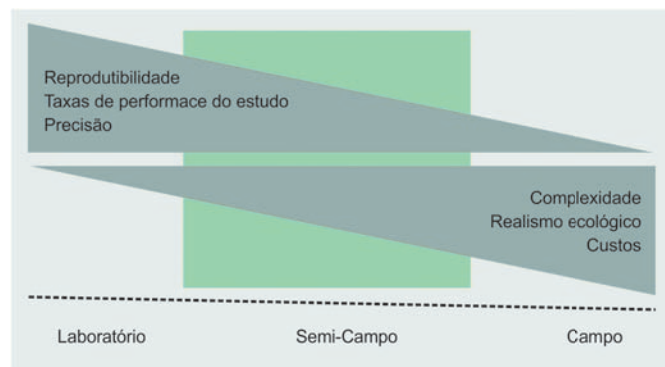 Reprodutibilidade
Taxas de performace do estudo
Precisão
Complexidade
Realismo ecológico
Custos
Laboratório
Semi-Campo
Campo